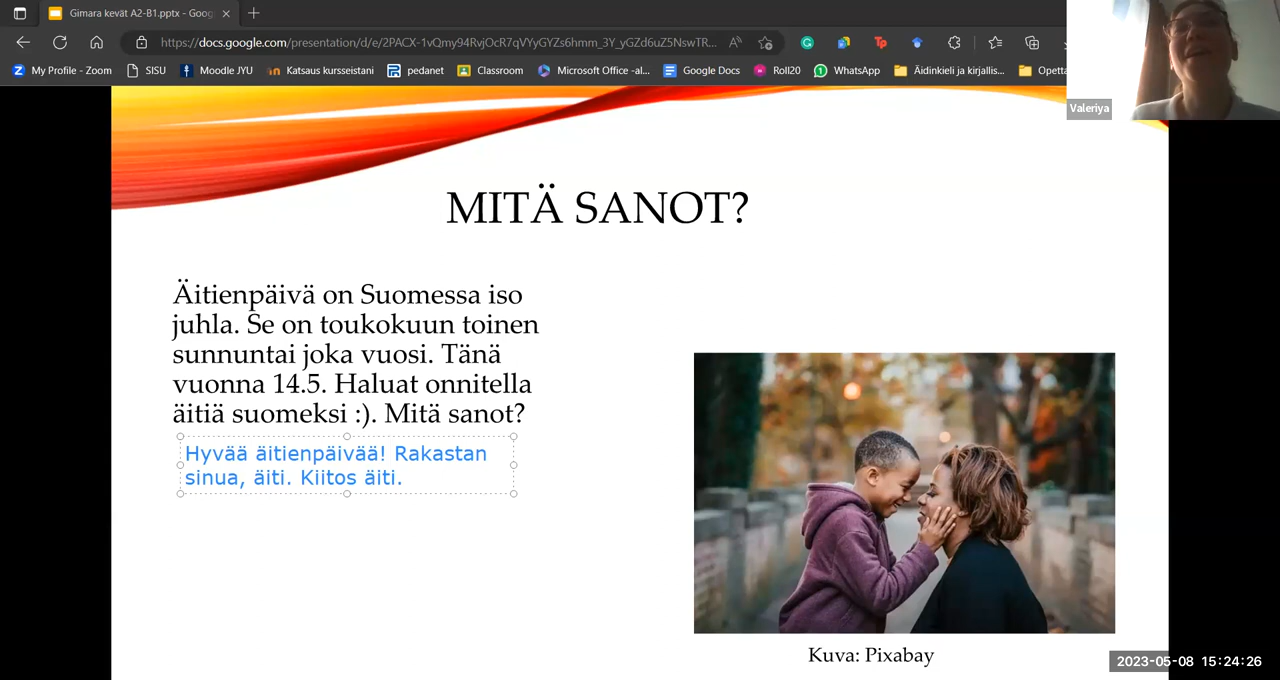 Gimara kevät A2-B1.pptx - Goog
https://docs.google.com/presentation/d/e/2PACX-1vQmy94RvjOcR7qVYyGYZs6hmm_3Y_yGZd6uZ5NswTR...
My Profile - Zoom SISU Moodle JYU Katsaus kursseistani pedanet Classroom Microsoft Office -al... Google Docs Roll20 WhatsApp Äidinkieli ja kirjallis... Opetta
Valeriya
MITÄ SANOT?
Äitienpäivä on Suomessa iso
juhla. Se on toukokuun toinen
sunnuntai joka vuosi. Tänä
vuonna 14.5. Haluat onnitella
äitiä suomeksi :). Mitä sanot?
Hyvää äitienpäivää! Rakastan
sinua, äiti. Kiitos äiti.
Kuva: Pixabay
2023-05-08 15:24:26